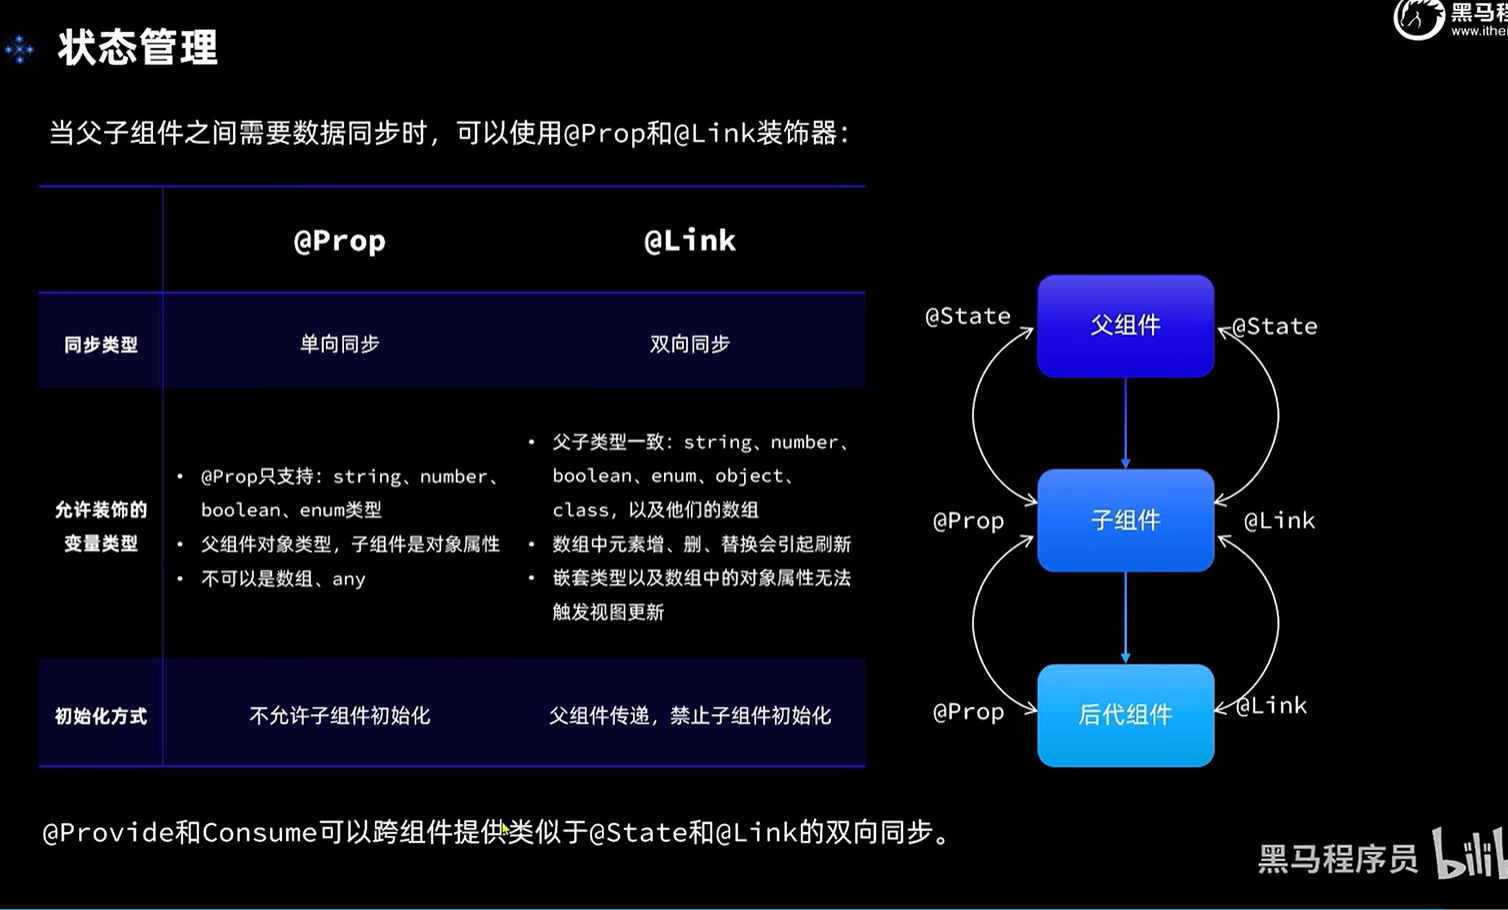 状态管理
黑马程
www.ithei
当父子组件之间需要数据同步时，可以使用@Prop和@Link装饰器：
@Prop
@Link
同步类型
单向同步
双向同步
允许装饰的
变量类型
• @Prop只支持：string、number、
boolean、enum类型
• 父组件对象类型，子组件是对象属性
• 不可以是数组、any
• 父子类型一致：string、number、
boolean、enum、object、
class，以及他们的数组
• 数组中元素增、删、替换会引起刷新
• 嵌套类型以及数组中的对象属性无法
触发视图更新
初始化方式
不允许子组件初始化
父组件传递，禁止子组件初始化
@State
父组件
@State
@Prop
子组件
@Link
@Prop
后代组件
@Link
@Provide和Consume可以跨组件提供类似于@State和@Link的双向同步。
黑马程序员